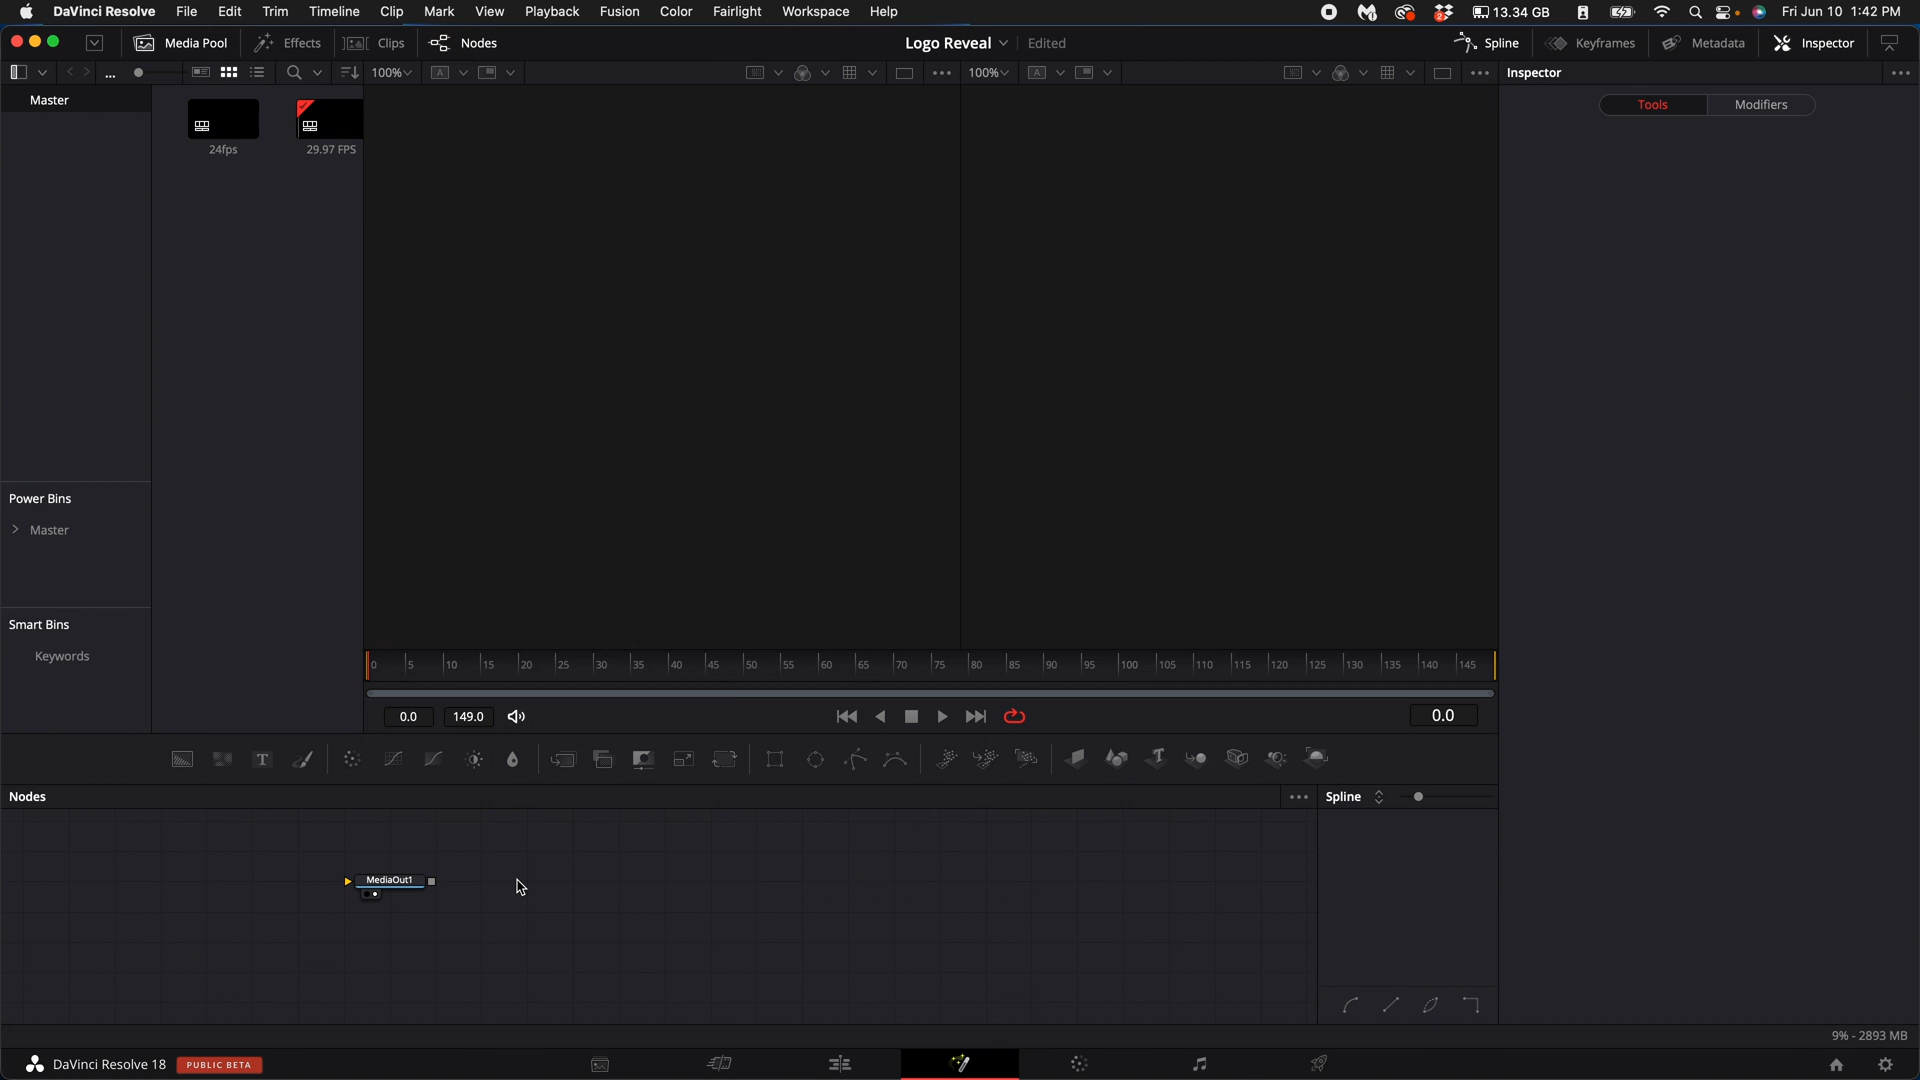 DaVinci Resolve File Edit Trim Timeline Clip Mark View Playback Fusion Color Fairlight Workspace Help 2 13.34 GB Fri Jun 10 1:42 PM
Media Pool Effects Clips Nodes Logo Reveal Edited Spline Keyframes Metadata Inspector
... 100% A 100% A Inspector
Master
Tools Modifiers
24fps 29.97 FPS
Power Bins
Master
Smart Bins
Keywords
0 5 10 15 20 25 30 35 40 45 50 55 60 65 70 75 80 85 90 95 100 105 110 115 120 125 130 135 140 145
0.0 149.0 0.0
T T
Nodes Spline
MediaOut1
9% - 2893 MB
DaVinci Resolve 18 PUBLIC BETA